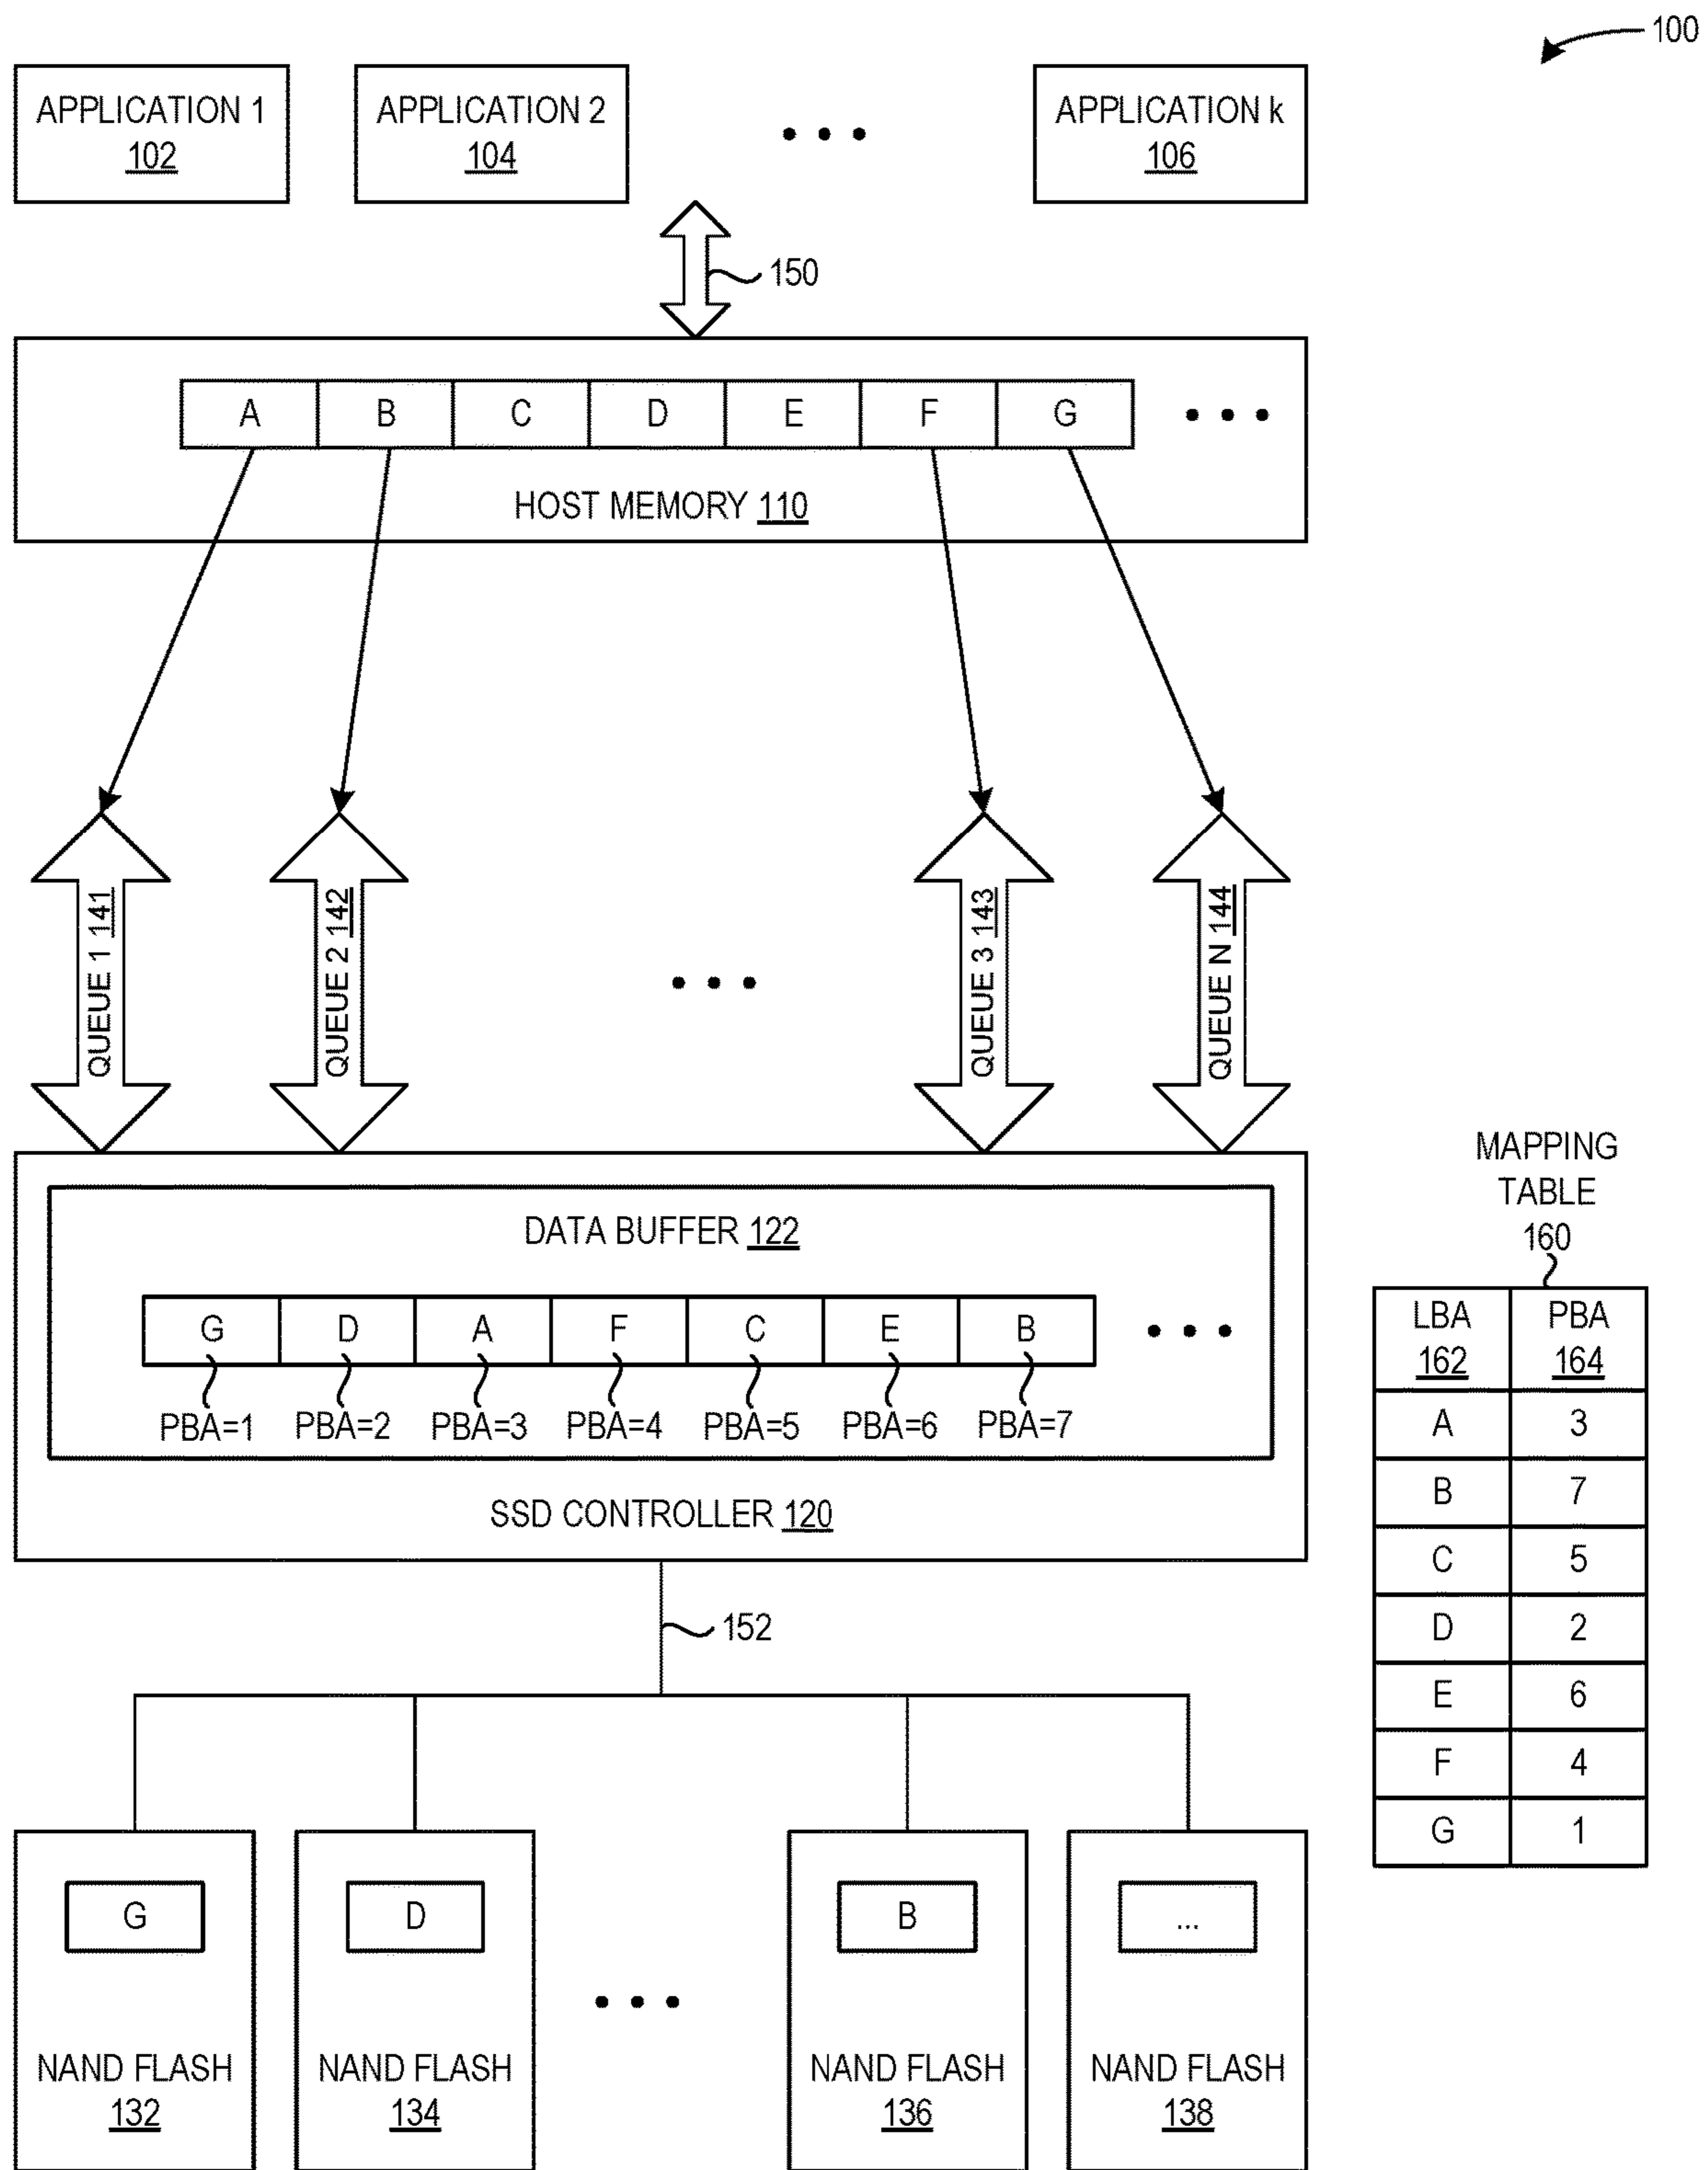 100
APPLICATION 1
102
APPLICATION 2
104
• • •
APPLICATION k
106
150
A B C D E F G • • •
HOST MEMORY 110
QUEUE 1 141
QUEUE 2 142
• • •
QUEUE 3 143
QUEUE N 144
DATA BUFFER 122
G D A F C E B • • •
PBA=1 PBA=2 PBA=3 PBA=4 PBA=5 PBA=6 PBA=7
SSD CONTROLLER 120
MAPPING
TABLE
160
LBA PBA
162 164
A 3
B 7
C 5
D 2
E 6
F 4
G 1
152
G
NAND FLASH
132
D
NAND FLASH
134
• • •
B
NAND FLASH
136
...
NAND FLASH
138